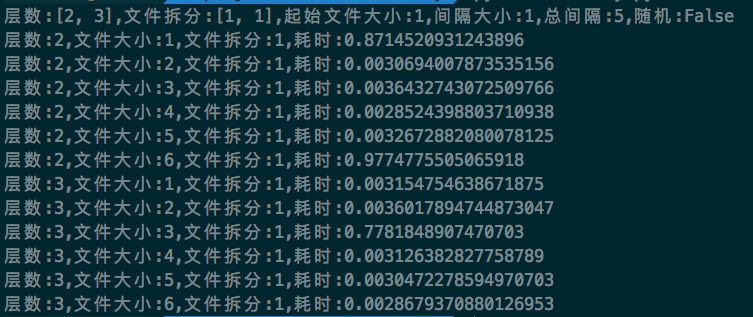 层数:[2, 3],文件拆分:[1, 1],起始文件大小:1,间隔大小:1,总间隔:5,随机:False
层数:2,文件大小:1,文件拆分:1,耗时:0.8714520931243896
层数:2,文件大小:2,文件拆分:1,耗时:0.0030694007873535156
层数:2,文件大小:3,文件拆分:1,耗时:0.0036432743072509766
层数:2,文件大小:4,文件拆分:1,耗时:0.0028524398803710938
层数:2,文件大小:5,文件拆分:1,耗时:0.0032672882080078125
层数:2,文件大小:6,文件拆分:1,耗时:0.9774775505065918
层数:3,文件大小:1,文件拆分:1,耗时:0.003154754638671875
层数:3,文件大小:2,文件拆分:1,耗时:0.0036017894744873047
层数:3,文件大小:3,文件拆分:1,耗时:0.7781848907470703
层数:3,文件大小:4,文件拆分:1,耗时:0.003126382827758789
层数:3,文件大小:5,文件拆分:1,耗时:0.0030472278594970703
层数:3,文件大小:6,文件拆分:1,耗时:0.0028679370880126953